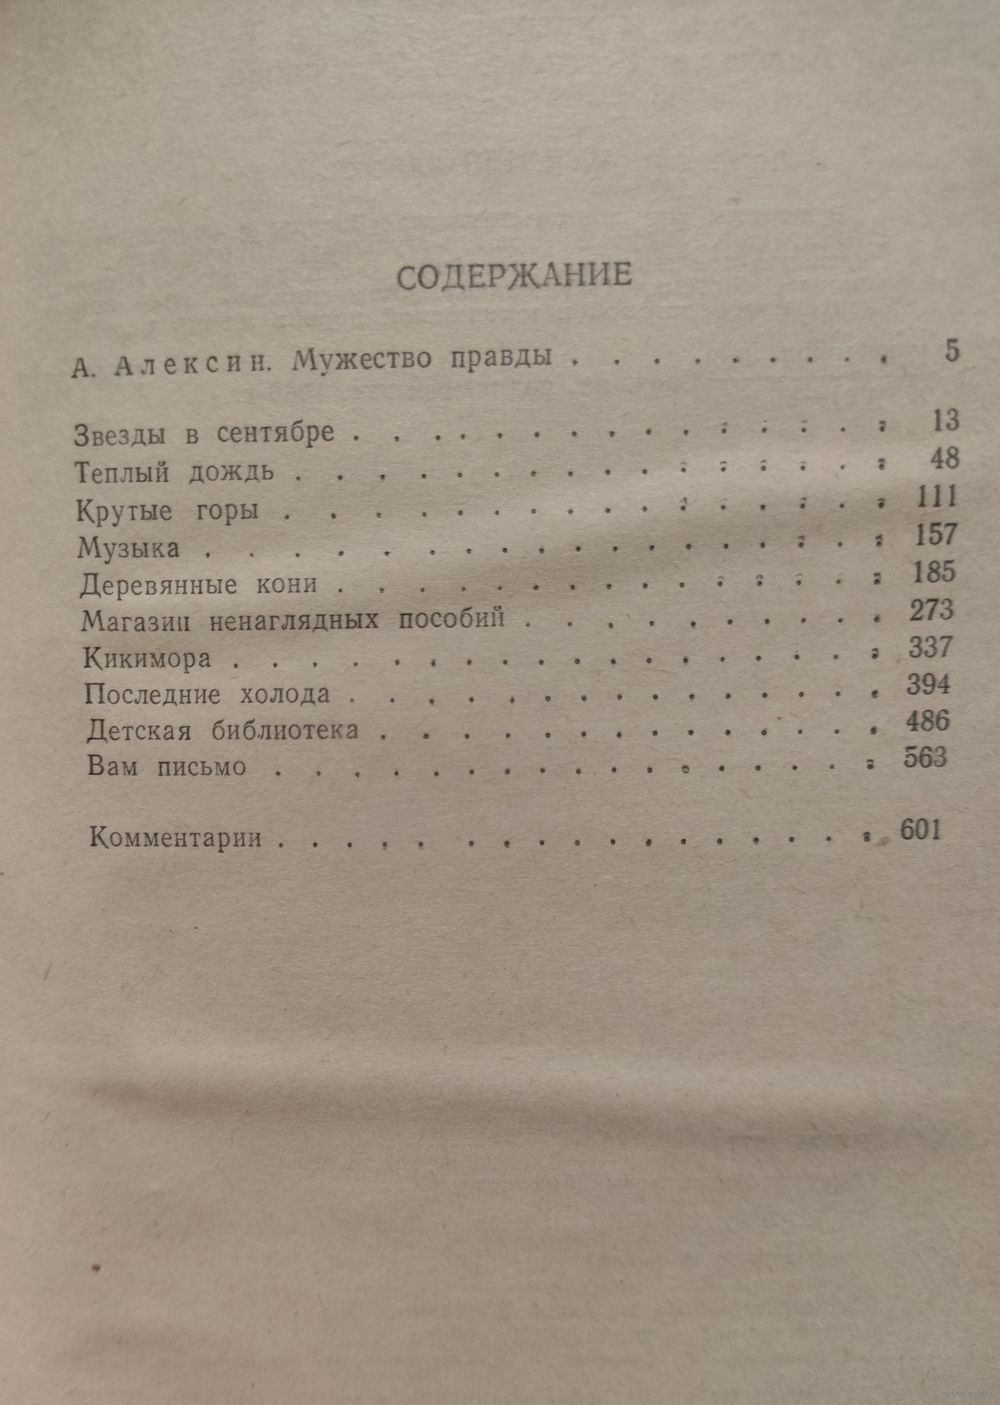 СОДЕРЖАНИЕ
А. Алексин. Мужество правды . . . . . . . . . 5
Звезды в сентябре . . . . . . . . . . . . . . 13
Теплый дождь . . . . . . . . . . . . . . . 48
Крутые горы . . . . . . . . . . . . . . . 111
Музыка . . . . . . . . . . . . . . . . . 157
Деревянные кони . . . . . . . . . . . . . . 185
Магазин ненаглядных пособий . . . . . . . . . . 273
Кикимора . . . . . . . . . . . . . . . . . 337
Последние холода . . . . . . . . . . . . . . 394
Детская библиотека . . . . . . . . . . . . . 486
Вам письмо . . . . . . . . . . . . . . . . 563
Комментарии . . . . . . . . . . . . . . . . 601